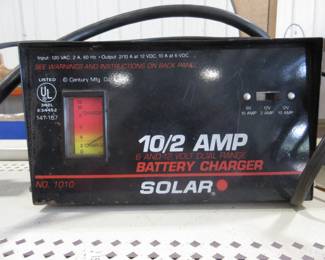 Input: 120 VAC, 2 A, 60 Hz • Output: 2/10 A at 12 VDC, 10 A at 6 VDC
SEE WARNINGS AND INSTRUCTIONS ON BACK PANEL
LISTED
© Century Mfg. Co.
UL
147-167
6V
10 AMP
12V
2 AMP
12V
10 AMP
10/2 AMP
6 AND 12 VOLT DUAL RANGE
BATTERY CHARGER
NO. 1010
SOLAR